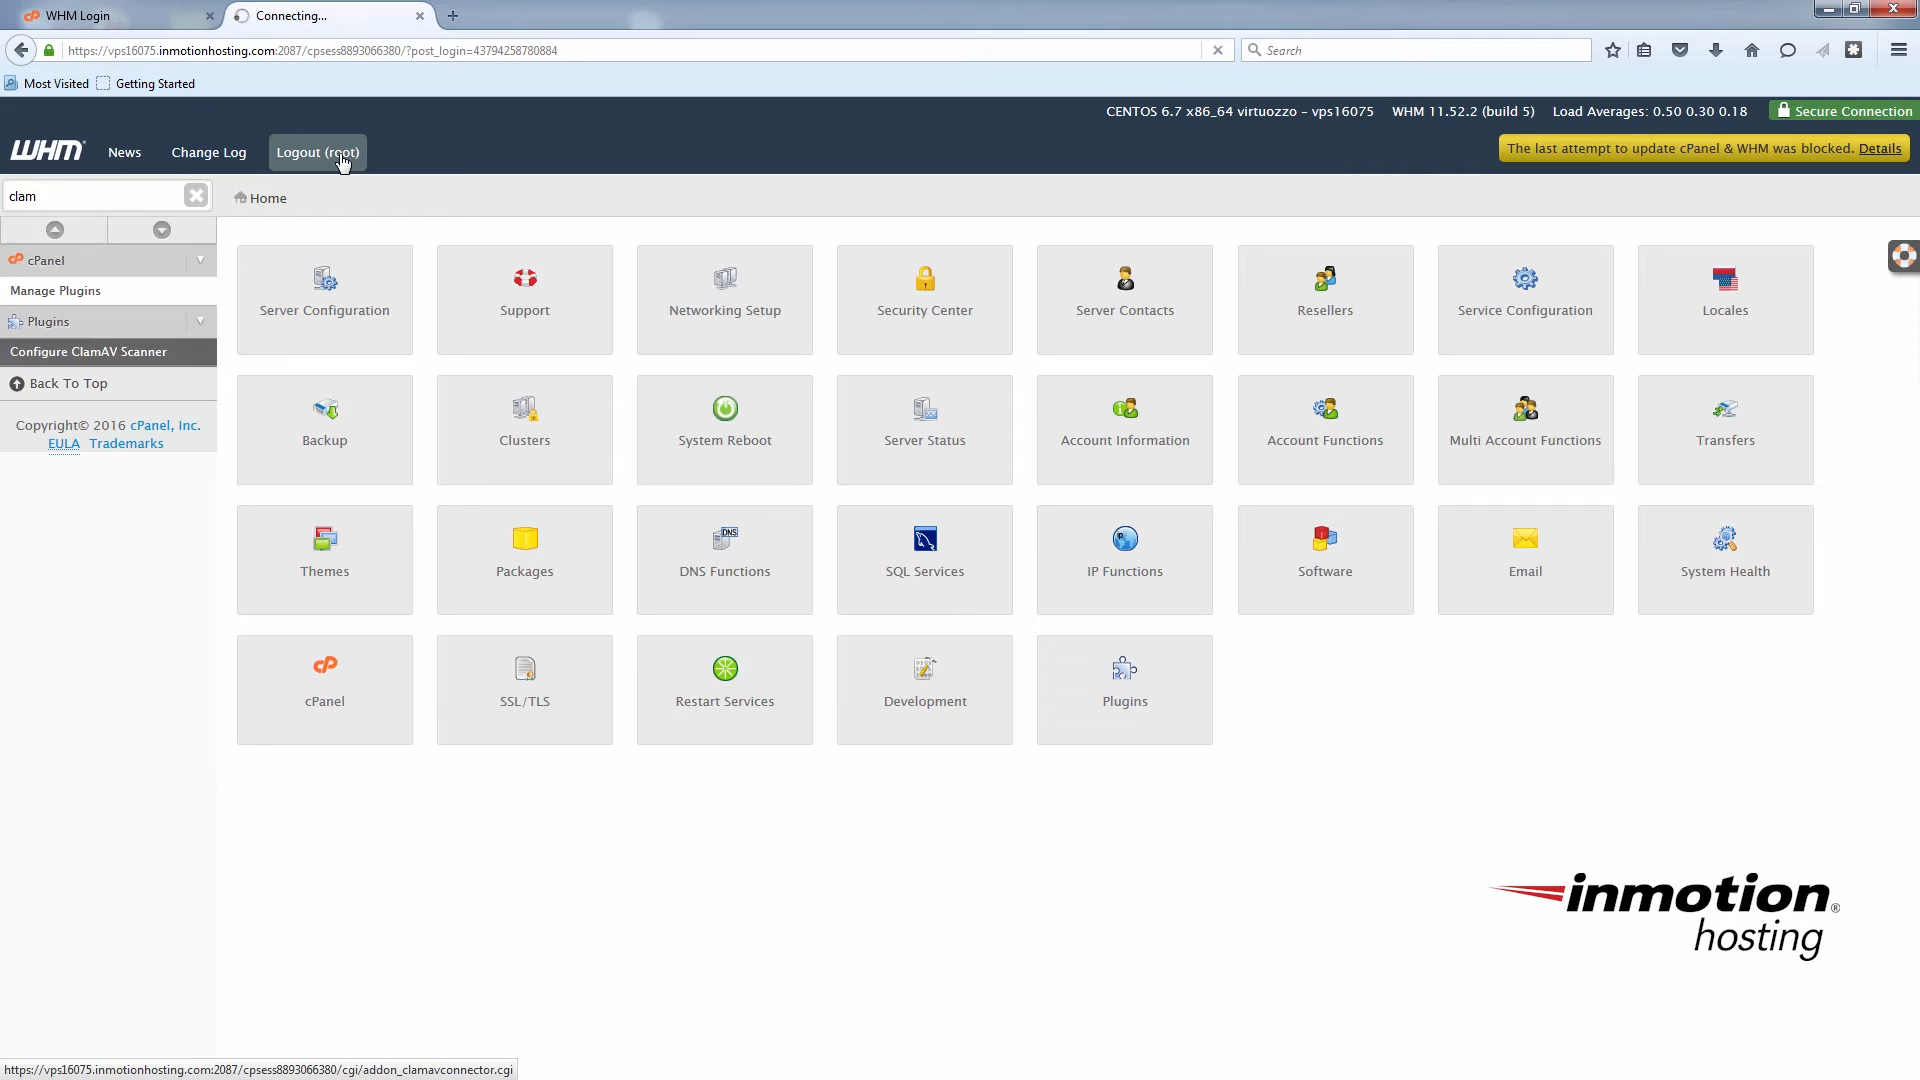 WHM Login
Connecting...
https://vps16075.inmotionhosting.com:2087/cpsess8893066380/?post_login=43794258780884
Search
Most Visited
Getting Started
CENTOS 6.7 x86_64 virtuozzo – vps16075
WHM 11.52.2 (build 5)
Load Averages: 0.50 0.30 0.18
Secure Connection
WHM
News
Change Log
Logout (root)
The last attempt to update cPanel & WHM was blocked. Details
clam
Home
cPanel
Manage Plugins
Plugins
Configure ClamAV Scanner
Back To Top
Copyright© 2016 cPanel, Inc.
EULA Trademarks
Server Configuration
Support
Networking Setup
Security Center
Server Contacts
Resellers
Service Configuration
Locales
Backup
Clusters
System Reboot
Server Status
Account Information
Account Functions
Multi Account Functions
Transfers
Themes
Packages
DNS
DNS Functions
SQL Services
IP Functions
Software
Email
System Health
cPanel
SSL/TLS
Restart Services
Development
Plugins
inmotion®
hosting
https://vps16075.inmotionhosting.com:2087/cpsess8893066380/cgi/addon_clamavconnector.cgi